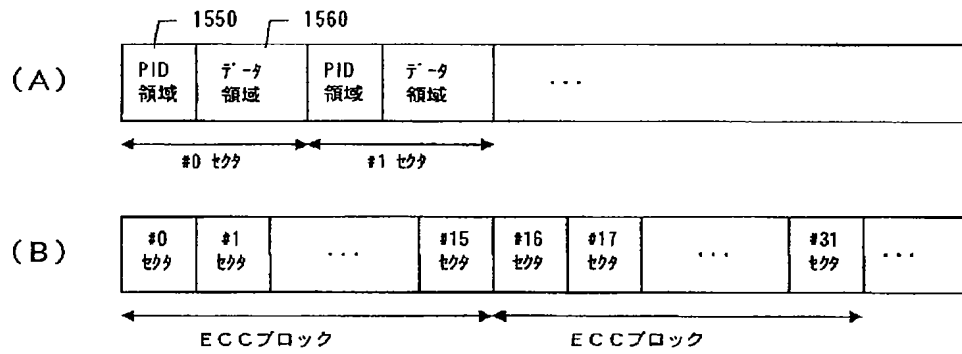 1550 1560
(A)
PID
領域
データ
領域
PID
領域
データ
領域
...
#0 セクタ
#1 セクタ
(B)
#0
セクタ
#1
セクタ
...
#15
セクタ
#16
セクタ
#17
セクタ
...
#31
セクタ
...
ECCブロック
ECCブロック